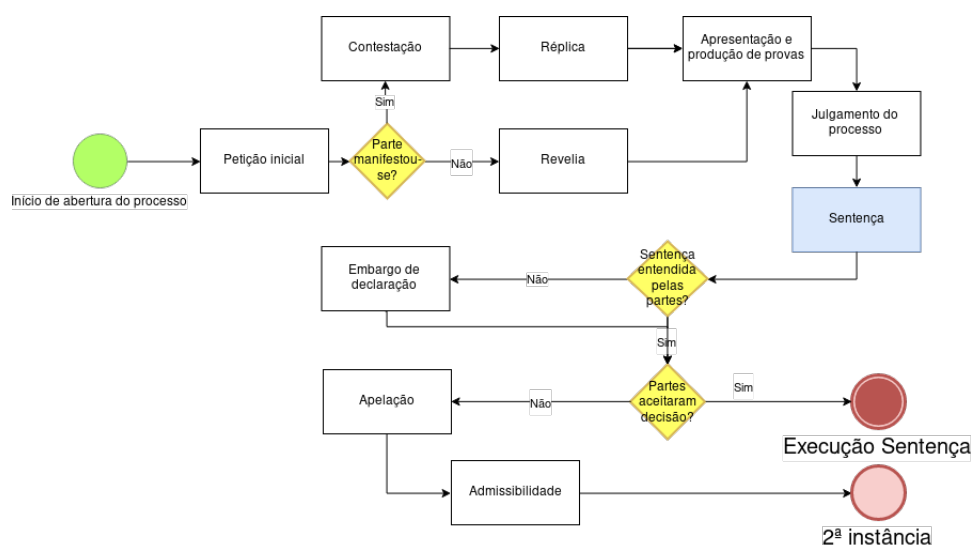 Contestação
Réplica
Apresentação e
produção de provas
Sim
Julgamento do
processo
Petição inicial
Parte
manifestou-
se?
Não
Revelia
Início de abertura do processo
Sentença
Embargo de
declaração
Não
Sentença
entendida
pelas
partes?
Sim
Apelação
Não
Partes
aceitaram
decisão?
Sim
Execução Sentença
Admissibilidade
2ª instância